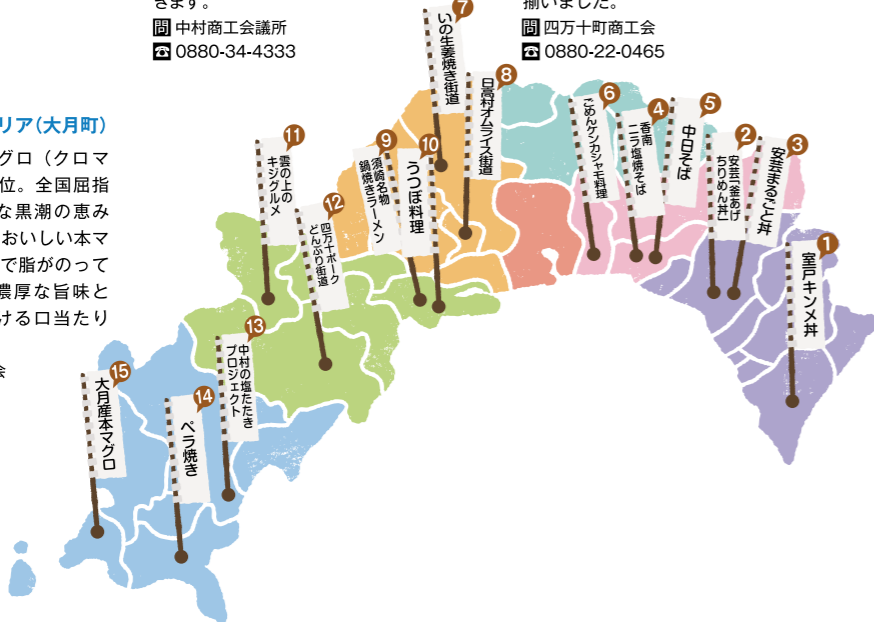 きます。
問 中村商工会議所
☎ 0880-34-4333
揃いました。
問 四万十町商工会
☎ 0880-22-0465
リア(大月町)
グロ（クロマ
位。全国屈指
な黒潮の恵み
おいしい本マ
で脂がのって
濃厚な旨味と
ける口当たり
会
7
いの生姜焼き街道
8
日高村オムライス街道
6
ごめんケンカシャモ料理
4
香南
ニラ塩焼そば
5
中日そば
2
安芸「釜あげ
ちりめん丼」
3
安芸まるごと丼
1
室戸キンメ丼
11
雲の上の
キジグルメ
9
須崎名物
鍋焼きラーメン
10
うつぼ料理
12
四万十ポーク
どんぶり街道
13
中村の塩たたき
プロジェクト
14
ペラ焼き
15
大月産本マグロ